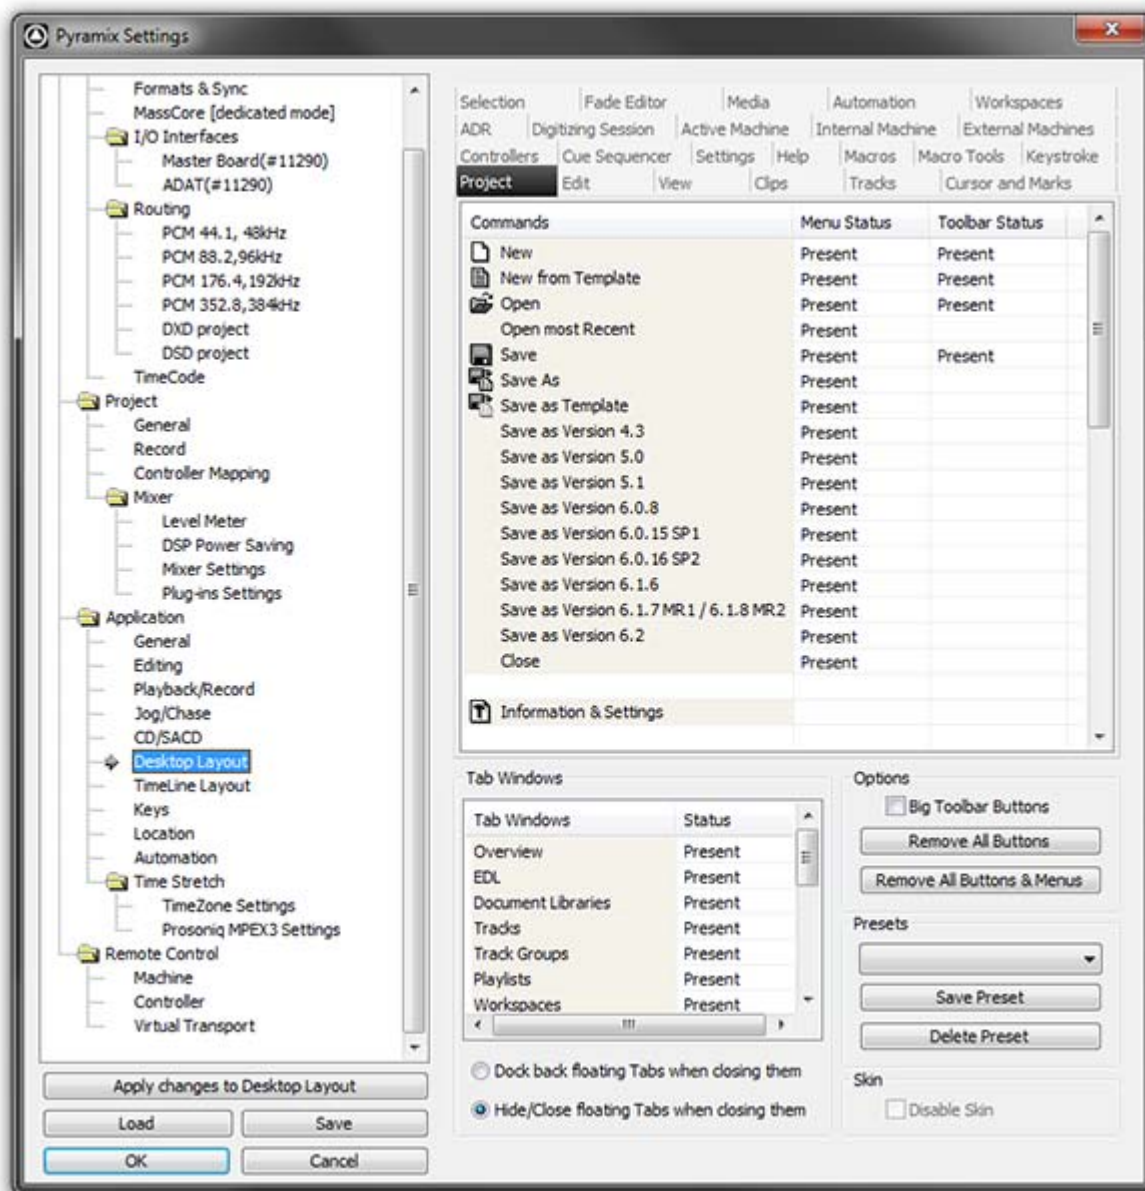 Pyramix Settings
Formats & Sync
MassCore [dedicated mode]
I/O Interfaces
Master Board(#11290)
ADAT(#11290)
Routing
PCM 44.1, 48kHz
PCM 88.2,96kHz
PCM 176.4,192kHz
PCM 352.8,384kHz
DXD project
DSD project
TimeCode
Project
General
Record
Controller Mapping
Mixer
Level Meter
DSP Power Saving
Mixer Settings
Plug-ins Settings
Application
General
Editing
Playback/Record
Jog/Chase
CD/SACD
Desktop Layout
TimeLine Layout
Keys
Location
Automation
Time Stretch
TimeZone Settings
Prosoniq MPEX3 Settings
Remote Control
Machine
Controller
Virtual Transport
Apply changes to Desktop Layout
Load Save
OK Cancel
Selection Fade Editor Media Automation Workspaces
ADR Digitizing Session Active Machine Internal Machine External Machines
Controllers Cue Sequencer Settings Help Macros Macro Tools Keystroke
Project Edit View Clips Tracks Cursor and Marks
Commands Menu Status Toolbar Status
New Present Present
New from Template Present Present
Open Present Present
Open most Recent Present
Save Present Present
Save As Present
Save as Template Present
Save as Version 4.3 Present
Save as Version 5.0 Present
Save as Version 5.1 Present
Save as Version 6.0.8 Present
Save as Version 6.0.15 SP1 Present
Save as Version 6.0.16 SP2 Present
Save as Version 6.1.6 Present
Save as Version 6.1.7 MR1 / 6.1.8 MR2 Present
Save as Version 6.2 Present
Close Present
Information & Settings
Tab Windows
Tab Windows Status
Overview Present
EDL Present
Document Libraries Present
Tracks Present
Track Groups Present
Playlists Present
Workspaces Present
Dock back floating Tabs when closing them
Hide/Close floating Tabs when closing them
Options
Big Toolbar Buttons
Remove All Buttons
Remove All Buttons & Menus
Presets
Save Preset
Delete Preset
Skin
Disable Skin